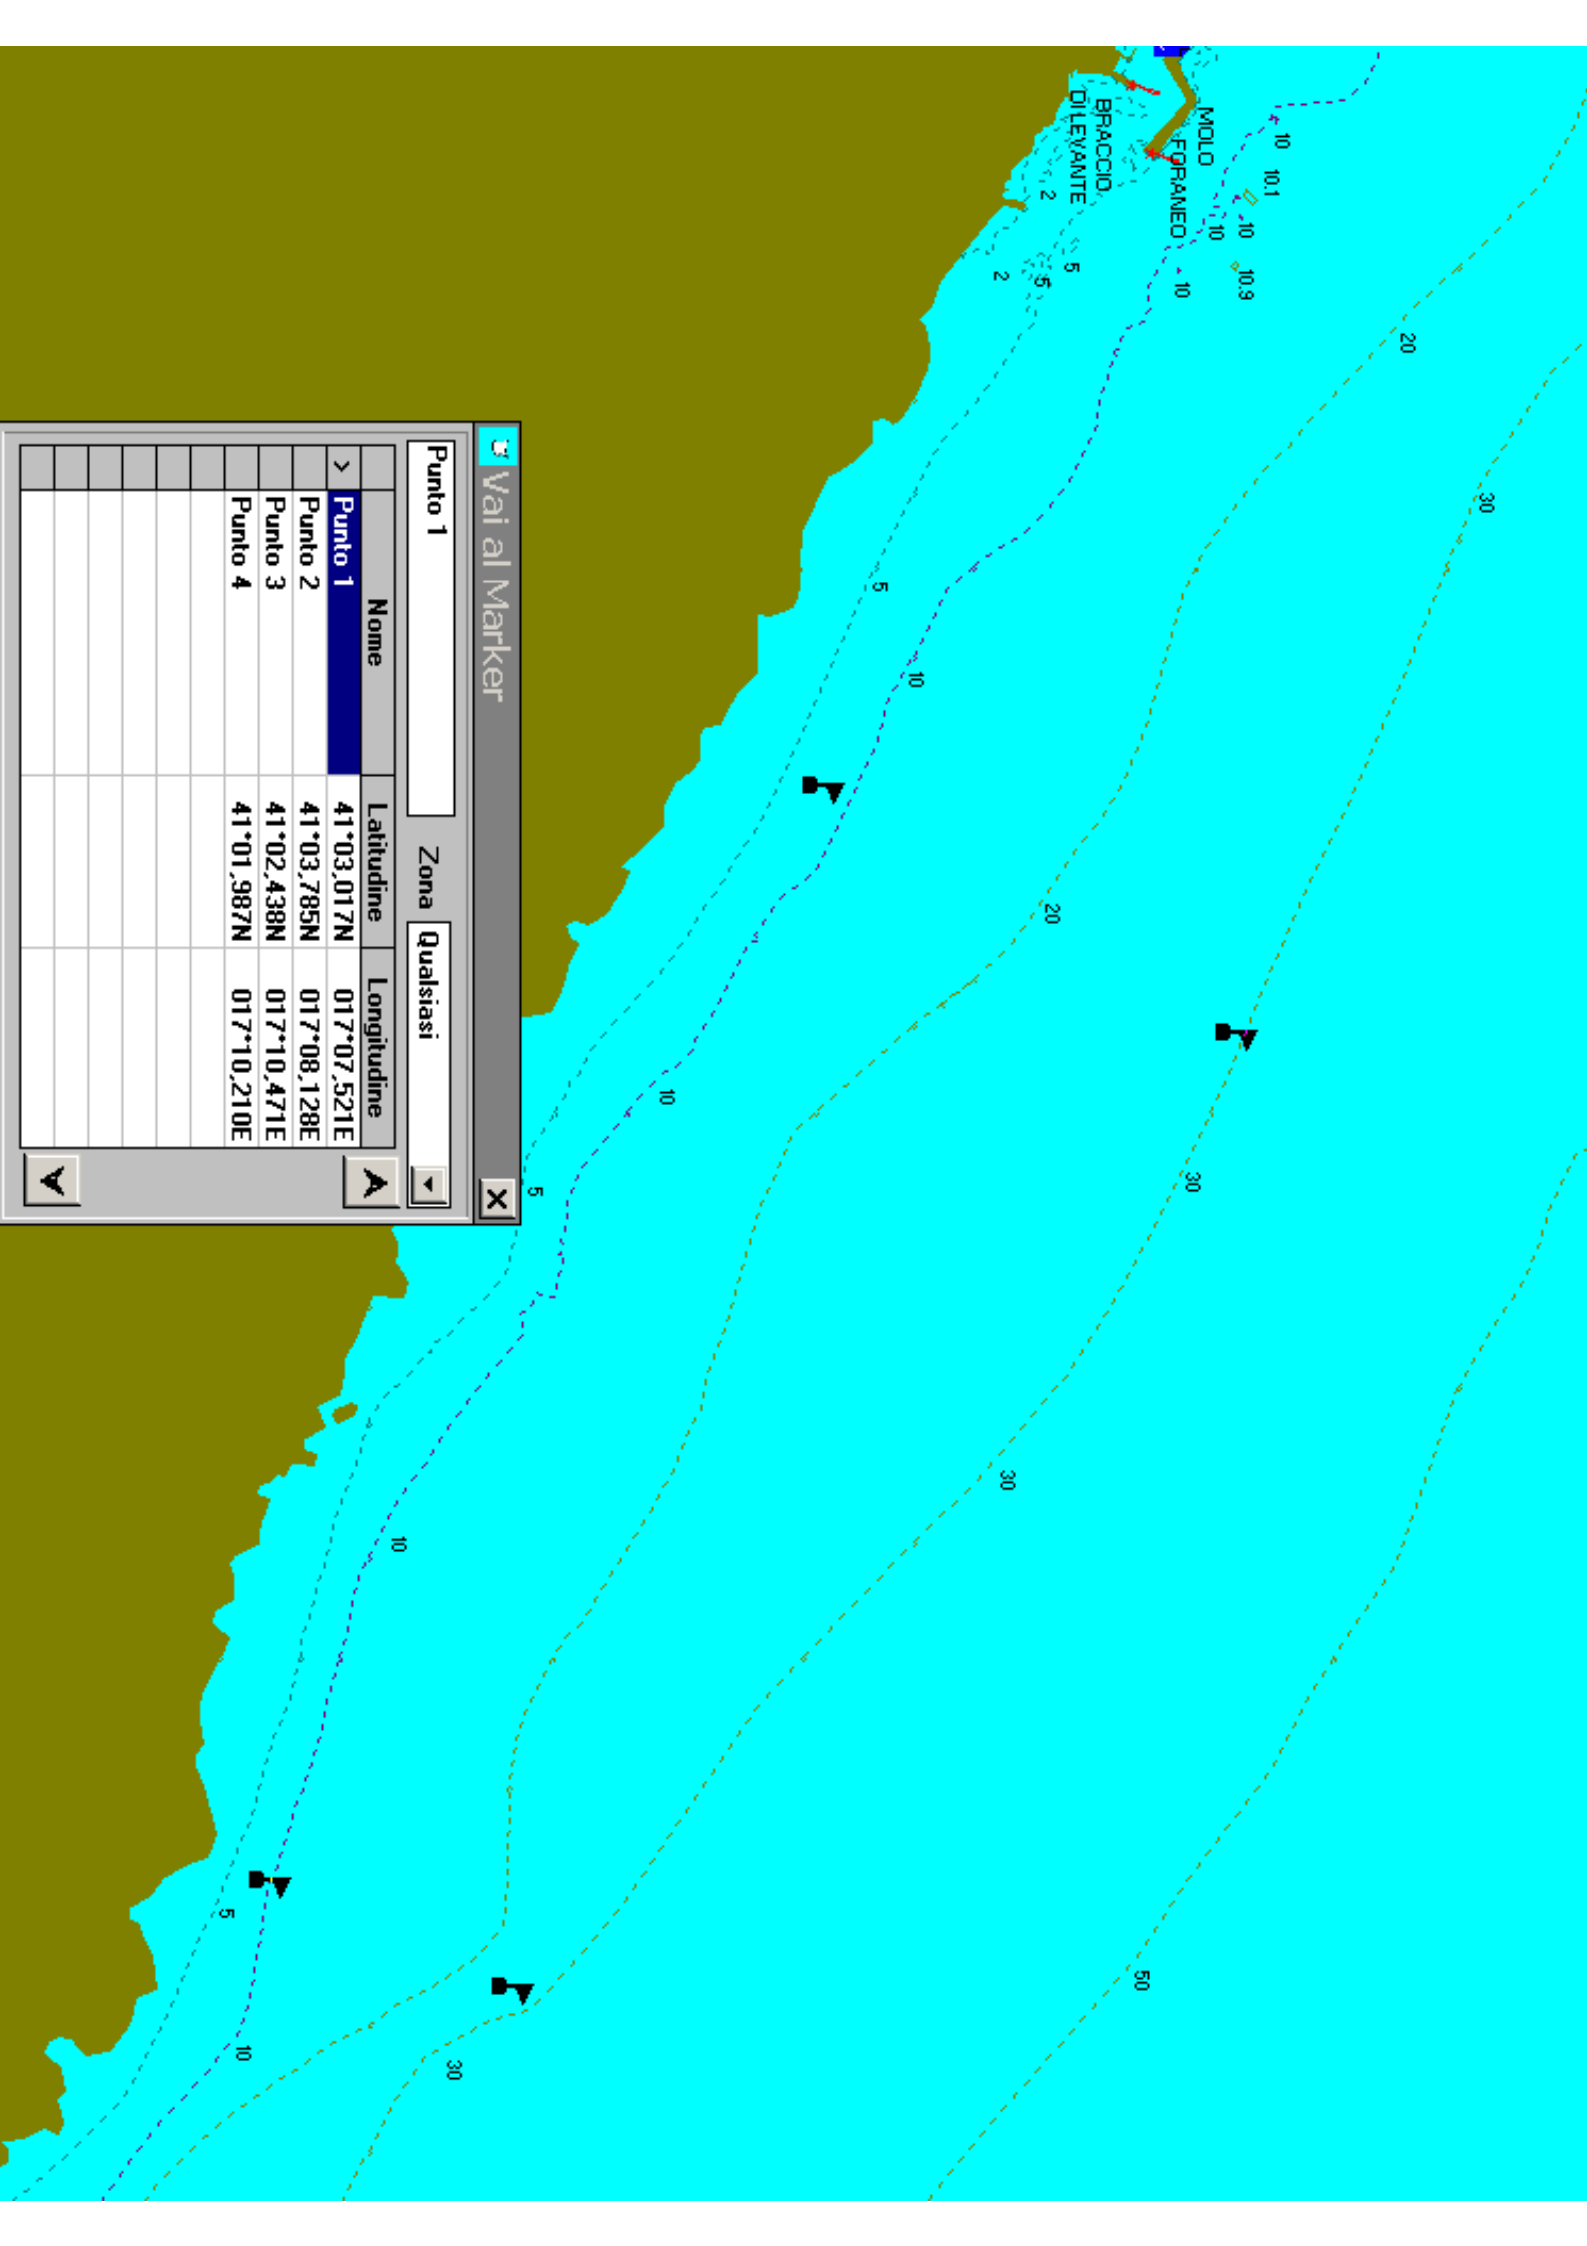 MOLO
FORANEO
BRACCIO
DI LEVANTE
10
10.1
10
10
10.9
10
2
5
5
2
20
30
5
10
20
30
10
5
30
10
50
5
10
30
Vai al Marker
Punto 1 Zona Qualsiasi
Nome Latitudine Longitudine
> Punto 1 41°03,017N 017°07,521E
Punto 2 41°03,785N 017°08,128E
Punto 3 41°02,438N 017°10,471E
Punto 4 41°01,987N 017°10,210E